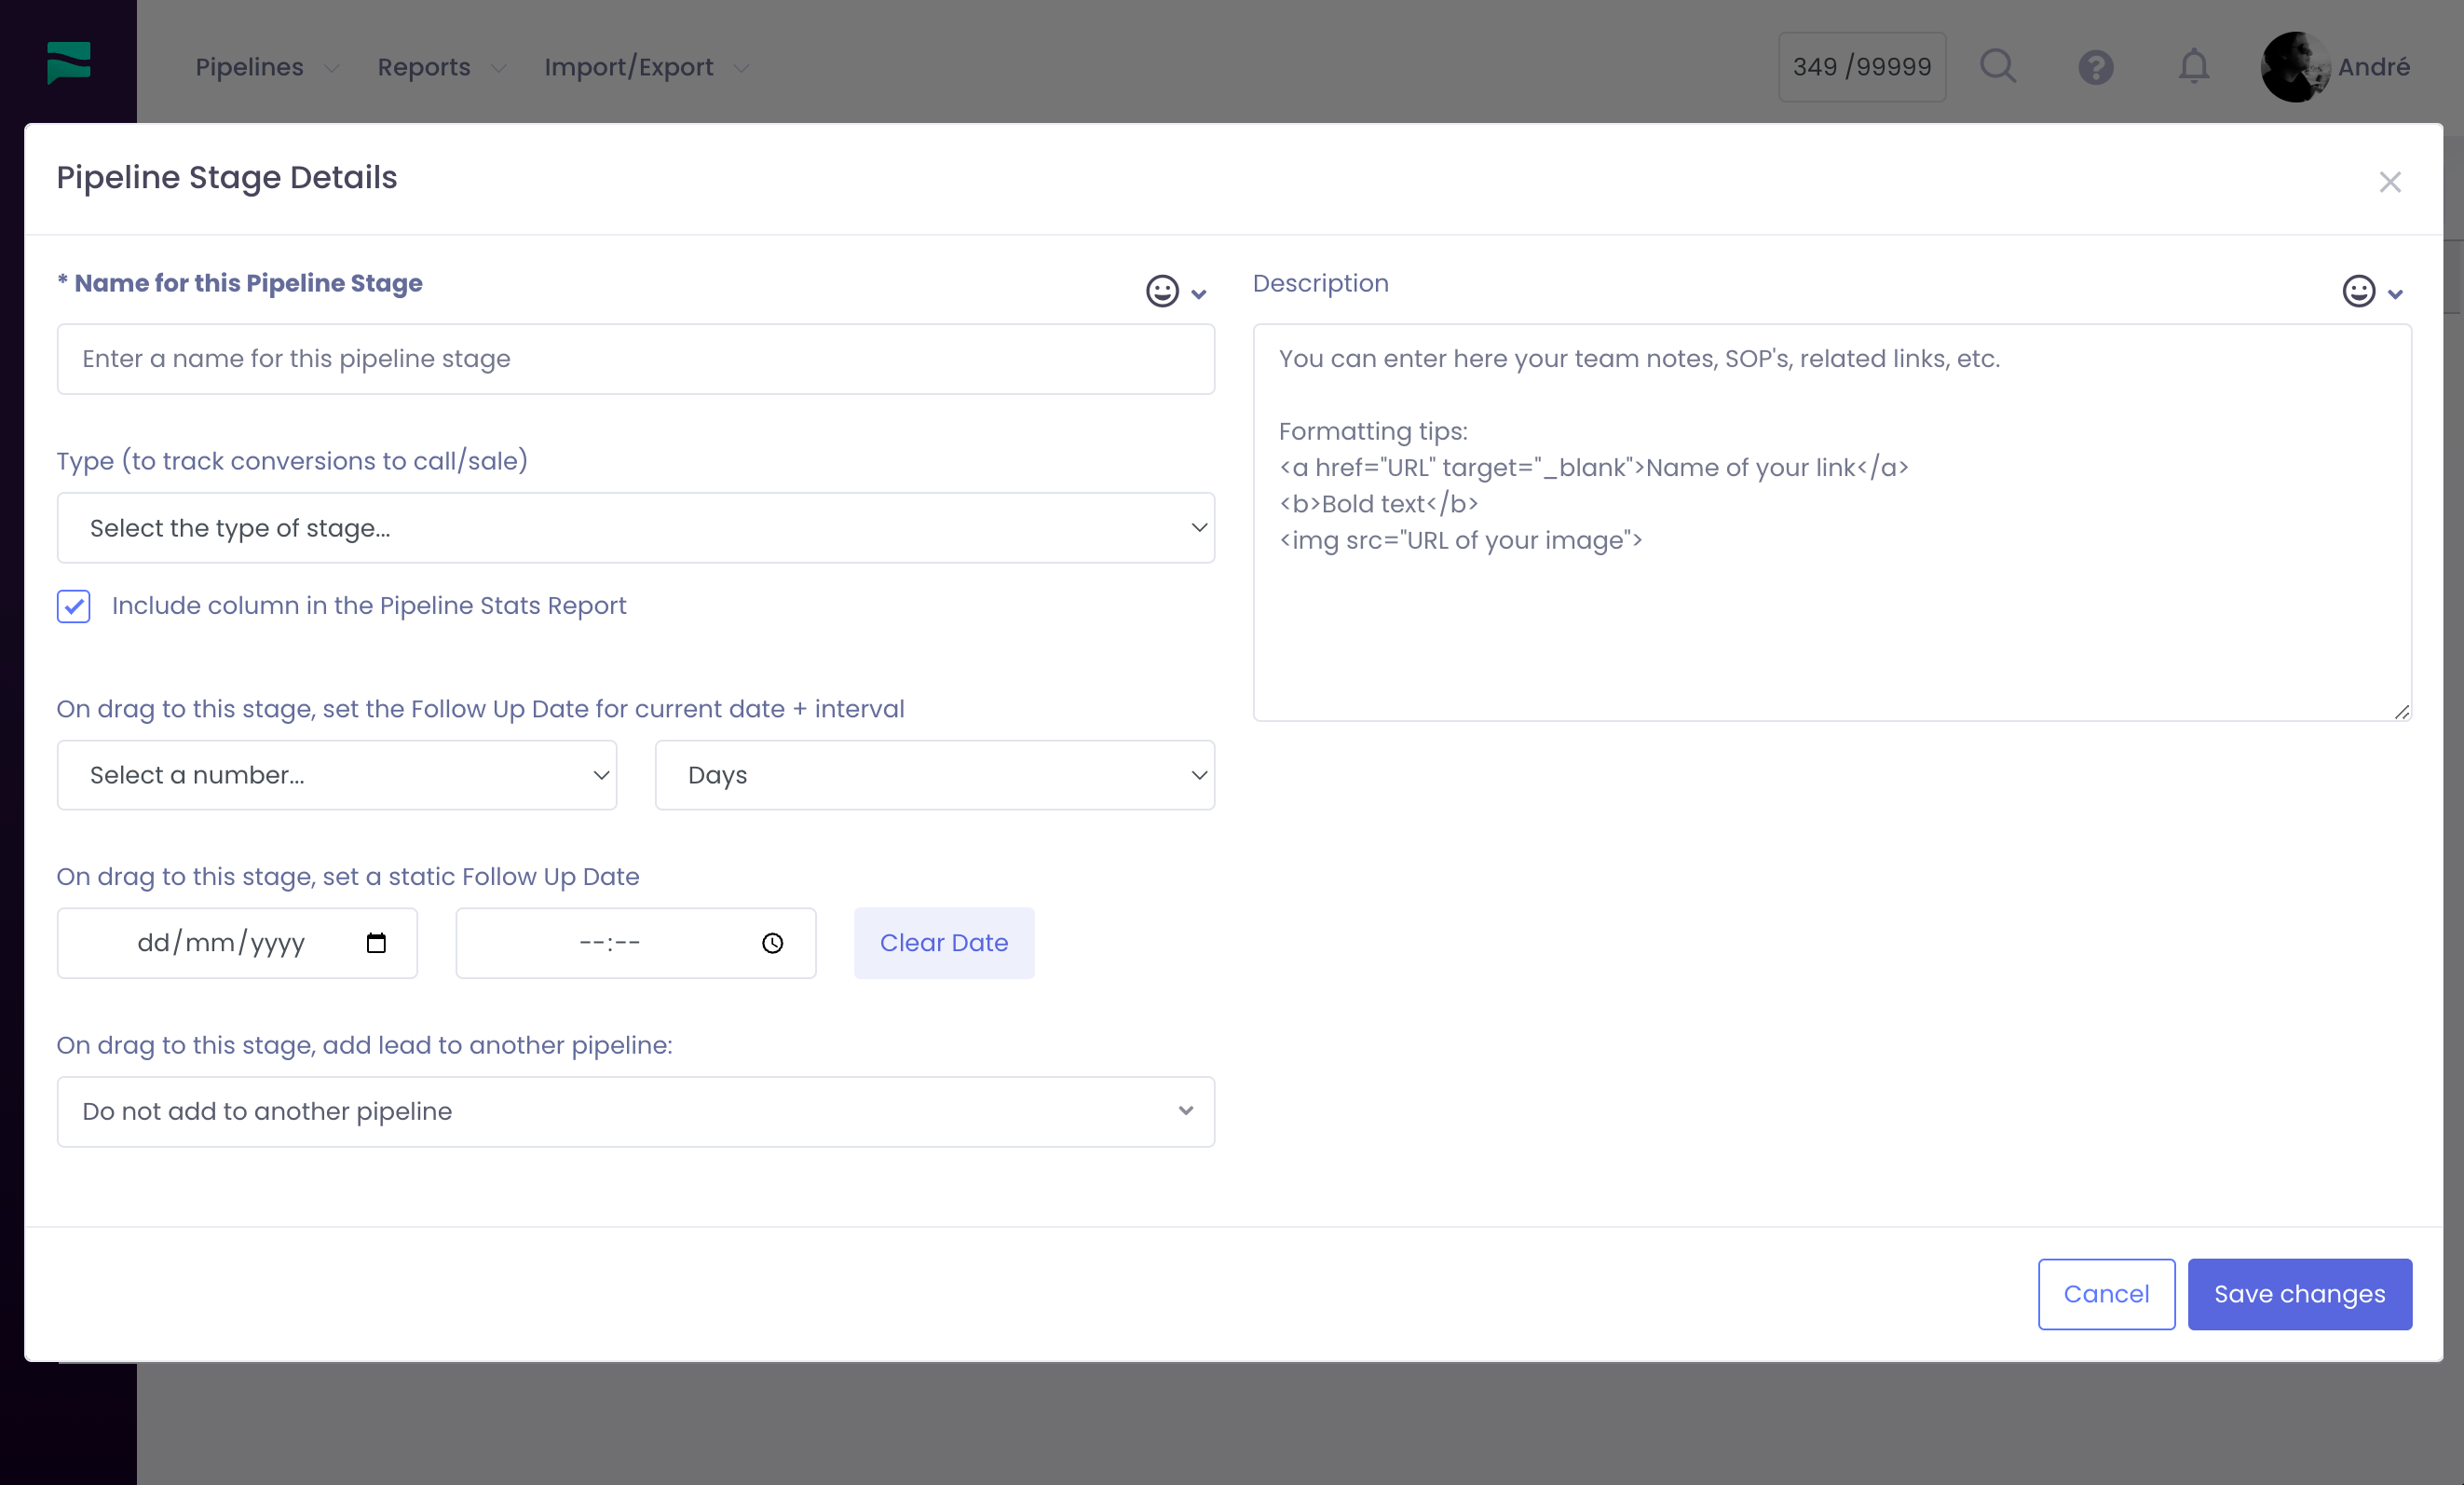 Pipelines Reports Import/Export 349 /99999 André
Pipeline Stage Details
* Name for this Pipeline Stage
Enter a name for this pipeline stage
Type (to track conversions to call/sale)
Select the type of stage...
Include column in the Pipeline Stats Report
On drag to this stage, set the Follow Up Date for current date + interval
Select a number... Days
On drag to this stage, set a static Follow Up Date
dd/mm/yyyy --:-- Clear Date
On drag to this stage, add lead to another pipeline:
Do not add to another pipeline
Description
You can enter here your team notes, SOP's, related links, etc.
Formatting tips:
<a href="URL" target="_blank">Name of your link</a>
<b>Bold text</b>
<img src="URL of your image">
Cancel Save changes